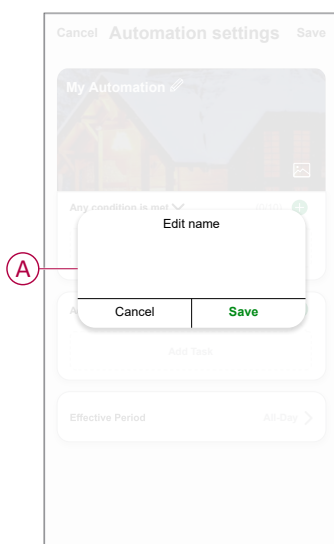 Cancel Automation settings Save
My Automation
Any condition is met
Edit name
A
Cancel Save
Add Task
Effective Period All-Day